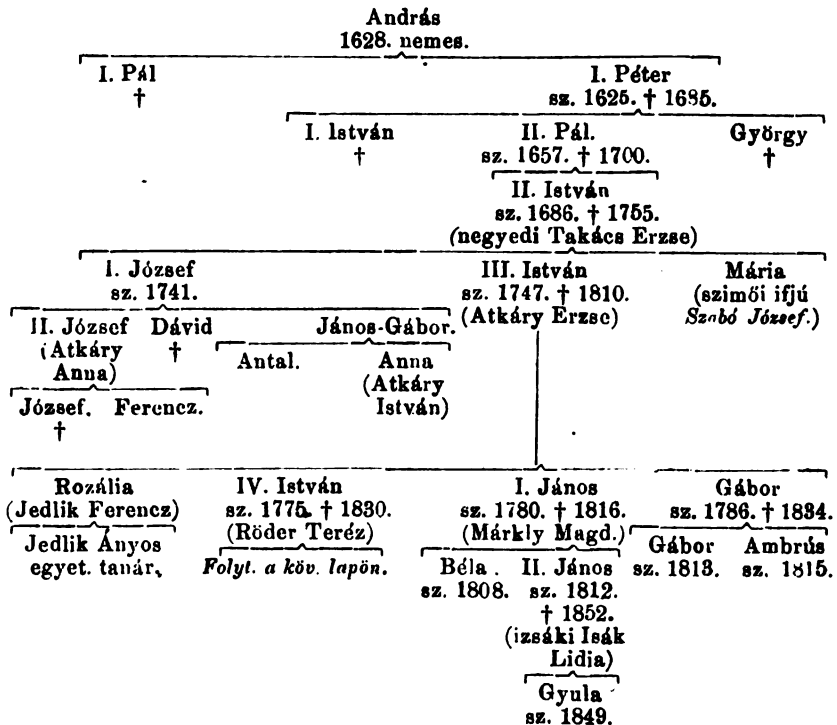 András
1628. nemes.
I. Pál I. Péter
† sz. 1625. † 1685.
I. István II. Pál. György
† sz. 1657. † 1700. †
II. István
sz. 1686. † 1755.
(negyedi Takács Erzse)
I. József III. István Mária
sz. 1741. sz. 1747. † 1810. (szimői ifjú
(Atkáry Erzse) Szabó József.)
II. József Dávid János-Gábor.
(Atkáry †
Anna) Antal. Anna
(Atkáry
István)
József. Ferencz.
†
Rozália IV. István I. János Gábor
(Jedlik Ferencz) sz. 1775. † 1830. sz. 1780. † 1816. sz. 1786. † 1834.
(Röder Teréz) (Márkly Magd.)
Jedlik Ányos Folyt. a köv. lapön. Béla. II. János Gábor Ambrús
egyet. tanár, sz. 1808. sz. 1812. sz. 1813. sz. 1815.
† 1852.
(izsáki Isák
Lidia)
Gyula
sz. 1849.